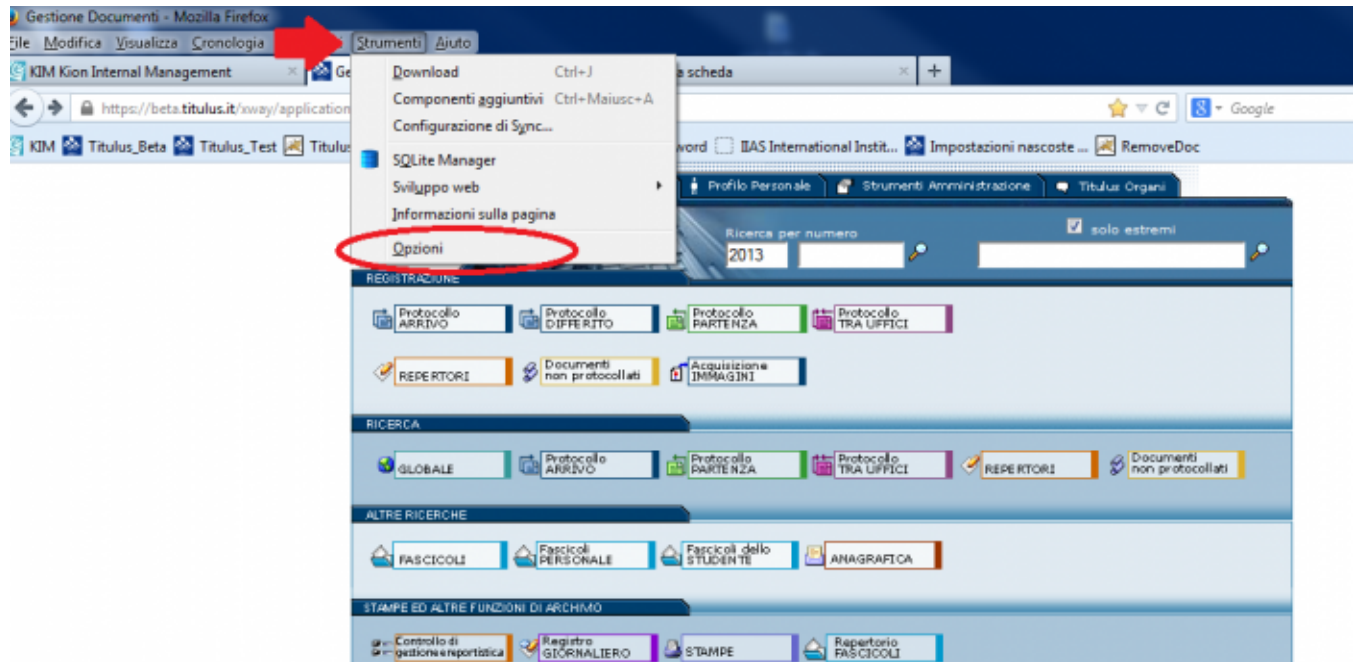 Gestione Documenti - Mozilla Firefox
File Modifica Visualizza Cronologia Strumenti Aiuto
KIM Kion Internal Management
Ge
a scheda
https://beta.titulus.it/xway/application
Google
KIM Titulus_Beta Titulus_Test Titulus
word IIAS International Instit... Impostazioni nascoste ... RemoveDoc
Download Ctrl+J
Componenti aggiuntivi Ctrl+Maiusc+A
Configurazione di Sync...
SQLite Manager
Sviluppo web
Informazioni sulla pagina
Opzioni
Profilo Personale Strumenti Amministrazione Titulus Organi
Ricerca per numero
solo estremi
2013
REGISTRAZIONE
Protocollo ARRIVO
Protocollo DIFFERITO
Protocollo PARTENZA
Protocollo TRA UFFICI
REPERTORI
Documenti non protocollati
Acquisizione IMMAGINI
RICERCA
GLOBALE
Protocollo ARRIVO
Protocollo PARTENZA
Protocollo TRA UFFICI
REPERTORI
Documenti non protocollati
ALTRE RICERCHE
FASCICOLI
Fascicoli PERSONALE
Fascicoli dello STUDENTE
ANAGRAFICA
STAMPE ED ALTRE FUNZIONI DI ARCHIVIO
Controllo di gestione e reportistica
Registro GIORNALIERO
STAMPE
Repertorio FASCICOLI